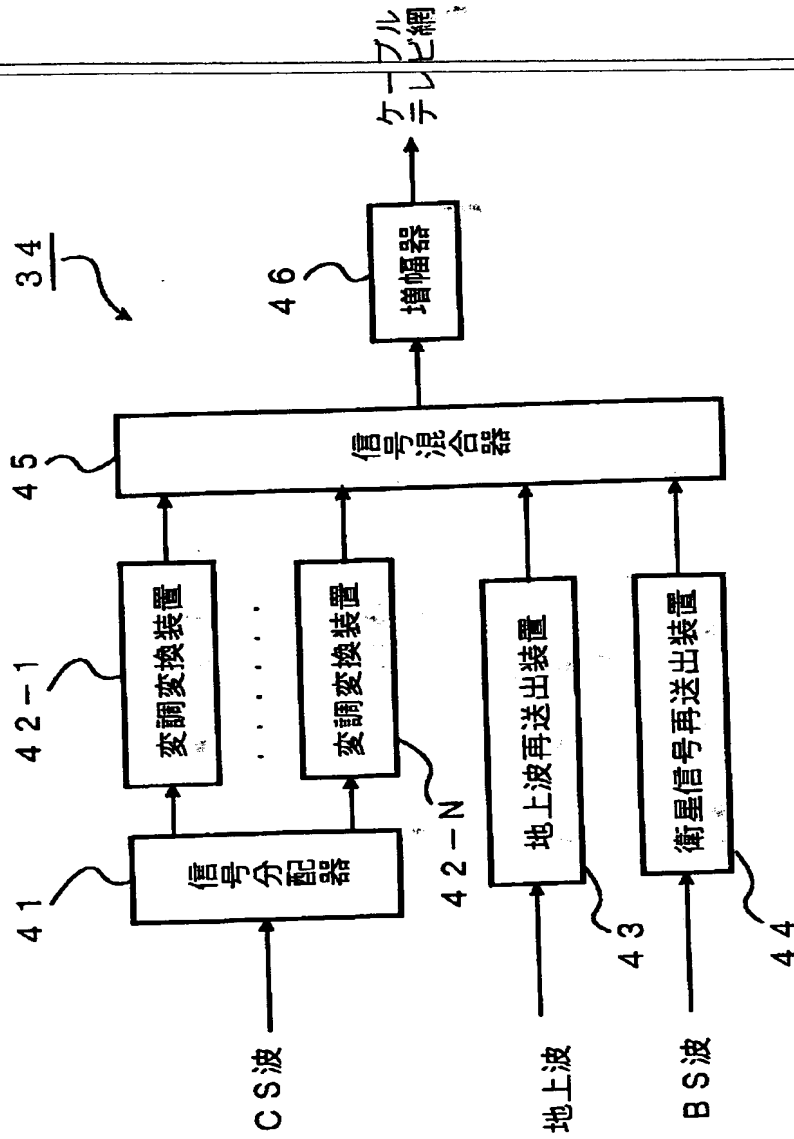 34
41
42-1
45
46
CS波
信号分配器
変調変換装置
・・・・・・
変調変換装置
42-N
信号混合器
増幅器
ケーブル
テレビ網
地上波
地上波再送出装置
43
BS波
衛星信号再送出装置
44